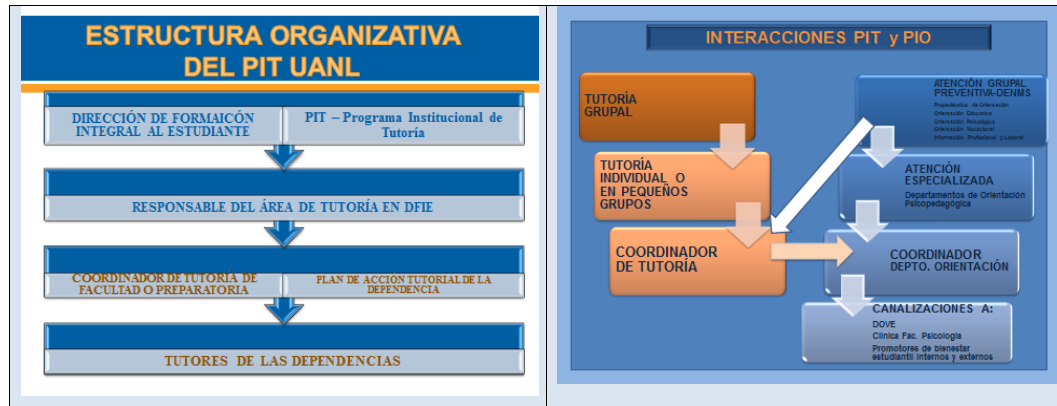 ESTRUCTURA ORGANIZATIVA
DEL PIT UANL
DIRECCIÓN DE FORMAICÓN
INTEGRAL AL ESTUDIANTE
PIT – Programa Institucional de
Tutoría
RESPONSABLE DEL ÁREA DE TUTORÍA EN DFIE
COORDINADOR DE TUTORÍA DE
FACULTAD O PREPARATORIA
PLAN DE ACCIÓN TUTORIAL DE LA
DEPENDENCIA
TUTORES DE LAS DEPENDENCIAS
INTERACCIONES PIT y PIO
TUTORÍA
GRUPAL
TUTORÍA
INDIVIDUAL O
EN PEQUEÑOS
GRUPOS
COORDINADOR
DE TUTORÍA
ATENCIÓN GRUPAL
PREVENTIVA-DENMS
Propedéutico de Orientación
Orientación Educativa
Orientación Psicológica
Orientación Vocacional
Información Profesional y Laboral
ATENCIÓN
ESPECIALIZADA
Departamentos de Orientación
Psicopedagógica
COORDINADOR
DEPTO. ORIENTACIÓN
CANALIZACIONES A:
DOVE
Clínica Fac. Psicología
Promotores de bienestar
estudiantil internos y externos